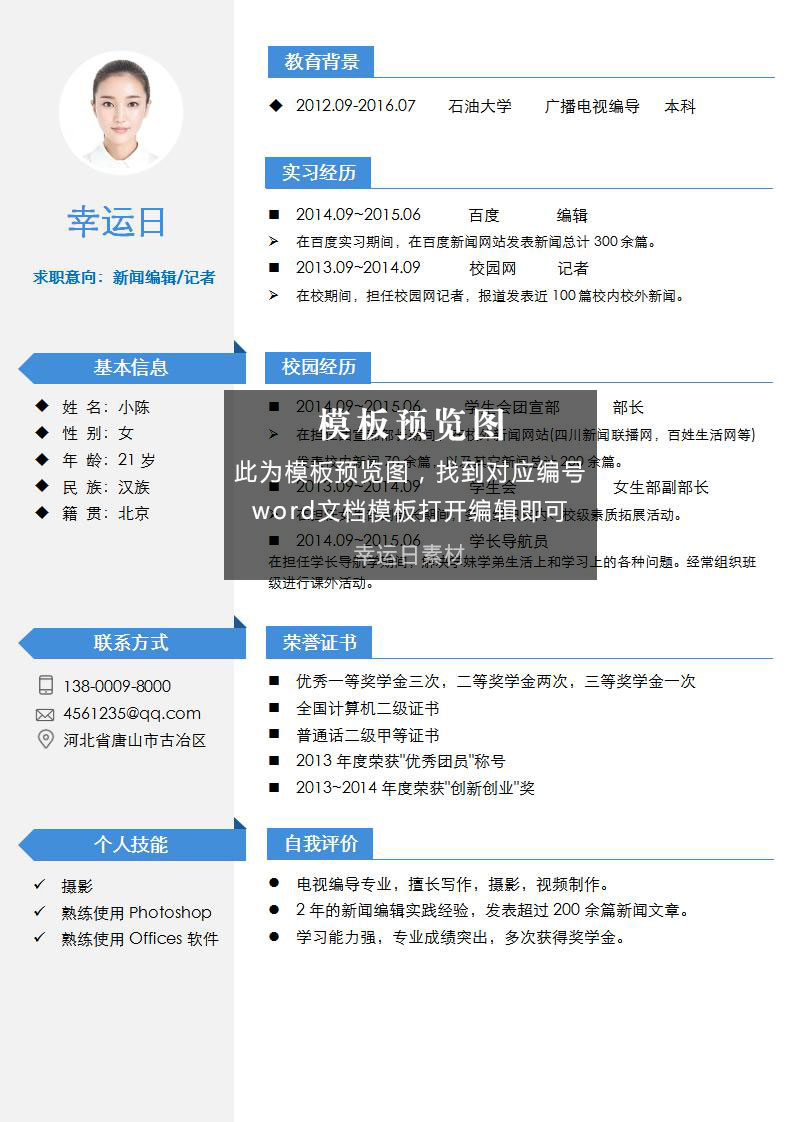 幸运日
求职意向：新闻编辑/记者
基本信息
姓 名：小陈
性 别：女
年 龄：21 岁
民 族：汉族
籍 贯：北京
联系方式
138-0009-8000
4561235@qq.com
河北省唐山市古冶区
个人技能
摄影
熟练使用 Photoshop
熟练使用 Offices 软件
教育背景
2012.09-2016.07 石油大学 广播电视编导 本科
实习经历
2014.09~2015.06 百度 编辑
在百度实习期间，在百度新闻网站发表新闻总计 300 余篇。
2013.09~2014.09 校园网 记者
在校期间，担任校园网记者，报道发表近 100 篇校内校外新闻。
校园经历
2014.09~2015.06 学生会团宣部 部长
新闻网站(四川新闻联播网，百姓生活网等)
余篇。
2013.09~2014.09 学生会 女生部副部长
校级素质拓展活动。
2014.09~2015.06 学长导航员
在担任学长导航 期间，解决学妹学弟生活上和学习上的各种问题。经常组织班
级进行课外活动。
模板预览图
此为模板预览图，找到对应编号
word文档模板打开编辑即可
幸运日素材
荣誉证书
优秀一等奖学金三次，二等奖学金两次，三等奖学金一次
全国计算机二级证书
普通话二级甲等证书
2013 年度荣获"优秀团员"称号
2013~2014 年度荣获"创新创业"奖
自我评价
电视编导专业，擅长写作，摄影，视频制作。
2 年的新闻编辑实践经验，发表超过 200 余篇新闻文章。
学习能力强，专业成绩突出，多次获得奖学金。